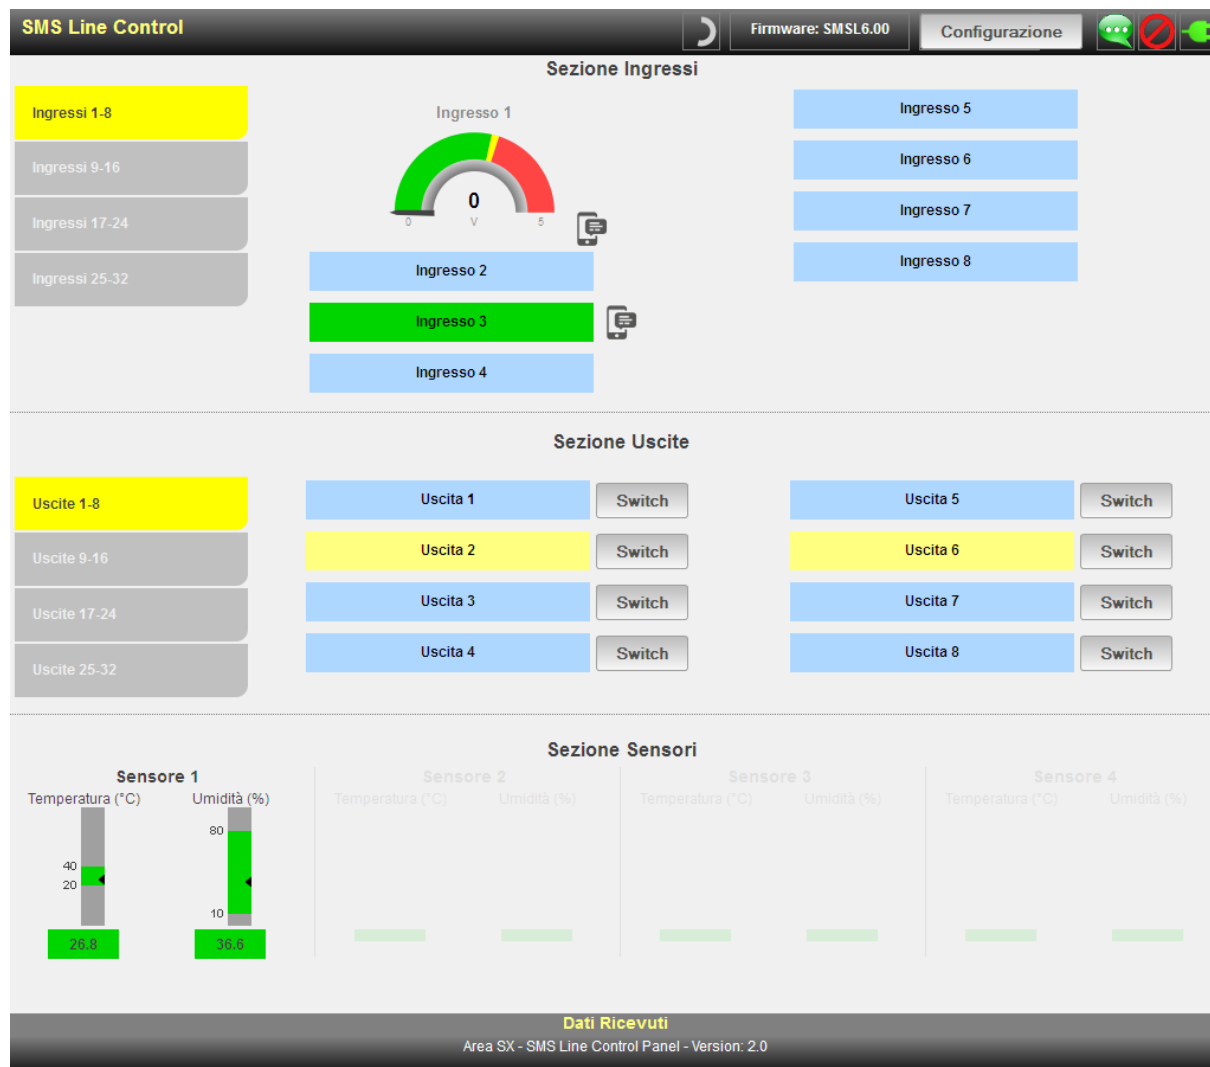 SMS Line Control
Firmware: SMSL6.00
Configurazione
Sezione Ingressi
Ingressi 1-8
Ingressi 9-16
Ingressi 17-24
Ingressi 25-32
Ingresso 1
0
0 V 5
Ingresso 2
Ingresso 3
Ingresso 4
Ingresso 5
Ingresso 6
Ingresso 7
Ingresso 8
Sezione Uscite
Uscite 1-8
Uscite 9-16
Uscite 17-24
Uscite 25-32
Uscita 1 Switch
Uscita 2 Switch
Uscita 3 Switch
Uscita 4 Switch
Uscita 5 Switch
Uscita 6 Switch
Uscita 7 Switch
Uscita 8 Switch
Sezione Sensori
Sensore 1
Temperatura (°C) Umidità (%)
40
20
80
10
26.8 36.6
Sensore 2
Temperatura (°C) Umidità (%)
Sensore 3
Temperatura (°C) Umidità (%)
Sensore 4
Temperatura (°C) Umidità (%)
Dati Ricevuti
Area SX - SMS Line Control Panel - Version: 2.0